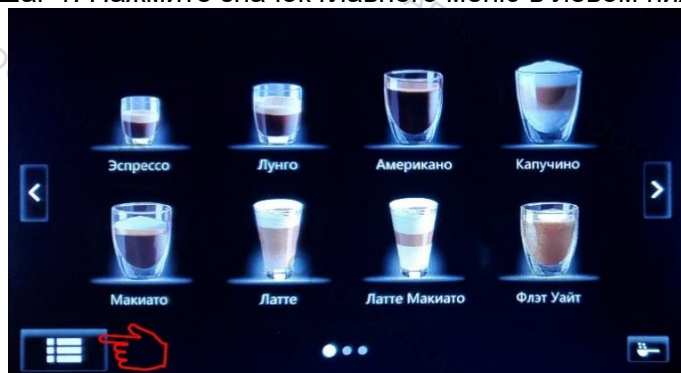 Эспрессо
Лунго
Американо
Капучино
Макиато
Латте
Латте Макиато
Флэт Уайт